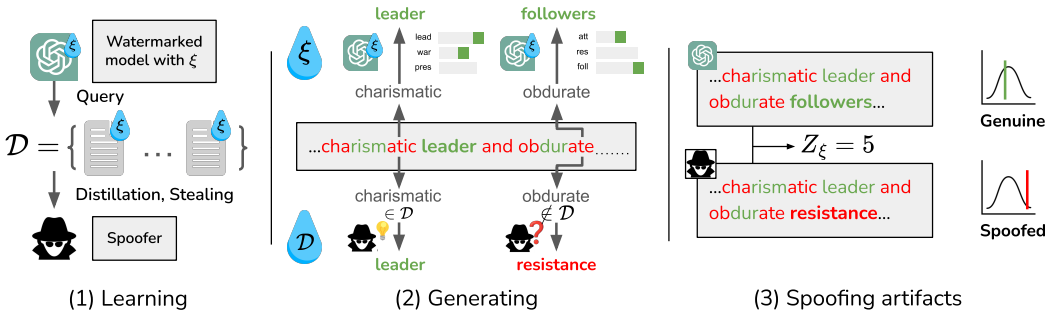 ξ
Watermarked
model with ξ
Query
𝒟 = { ξ ... ξ }
Distillation, Stealing
Spoofer
(1) Learning
leader
followers
ξ
ξ
lead
war
pres
ξ
att
res
foll
charismatic
obdurate
...charismatic leader and obdurate.......
charismatic
obdurate
∈ 𝒟
∉ 𝒟
𝒟
?
leader
resistance
(2) Generating
...charismatic leader and
obdurate followers...
Zξ = 5
...charismatic leader and
obdurate resistance...
Genuine
Spoofed
(3) Spoofing artifacts